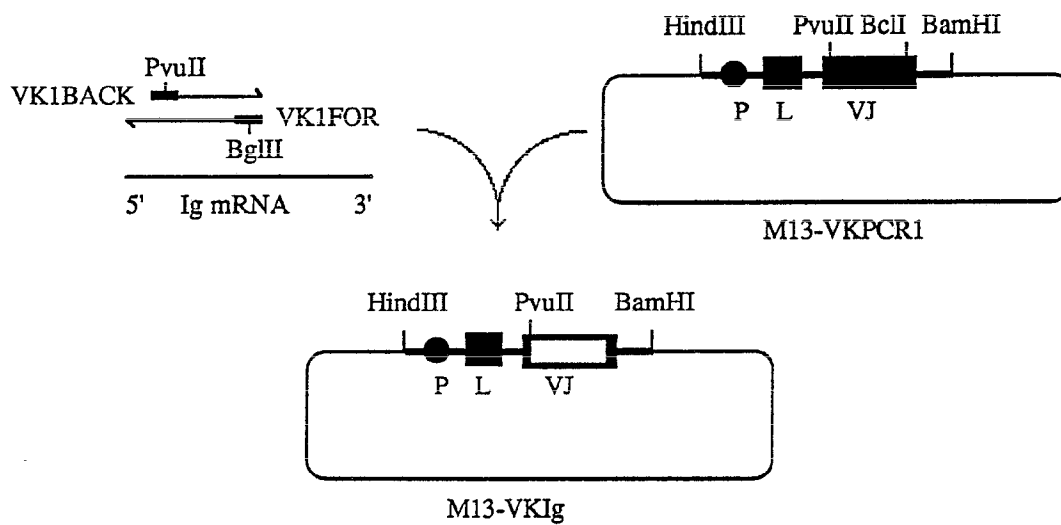 PvuII
VK1BACK
VK1FOR
BglII
5' Ig mRNA 3'
HindIII PvuII BclI BamHI
P L VJ
M13-VKPCR1
HindIII PvuII BamHI
P L VJ
M13-VKIg